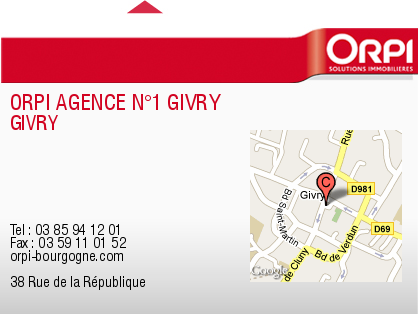 ORPI
SOLUTIONS IMMOBILIÈRES
ORPI AGENCE N°1 GIVRY
GIVRY
Rue
Givry
C
D981
Bd Saint-Martin
D69
Bd de Verdun
de Cluny
Google
Tel : 03 85 94 12 01
Fax : 03 59 11 01 52
orpi-bourgogne.com
38 Rue de la République